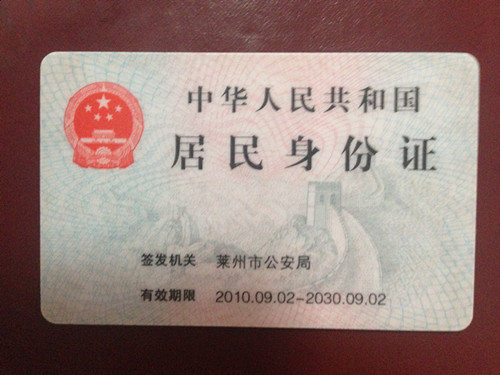 中华人民共和国
居民身份证
签发机关 莱州市公安局
有效期限 2010.09.02-2030.09.02